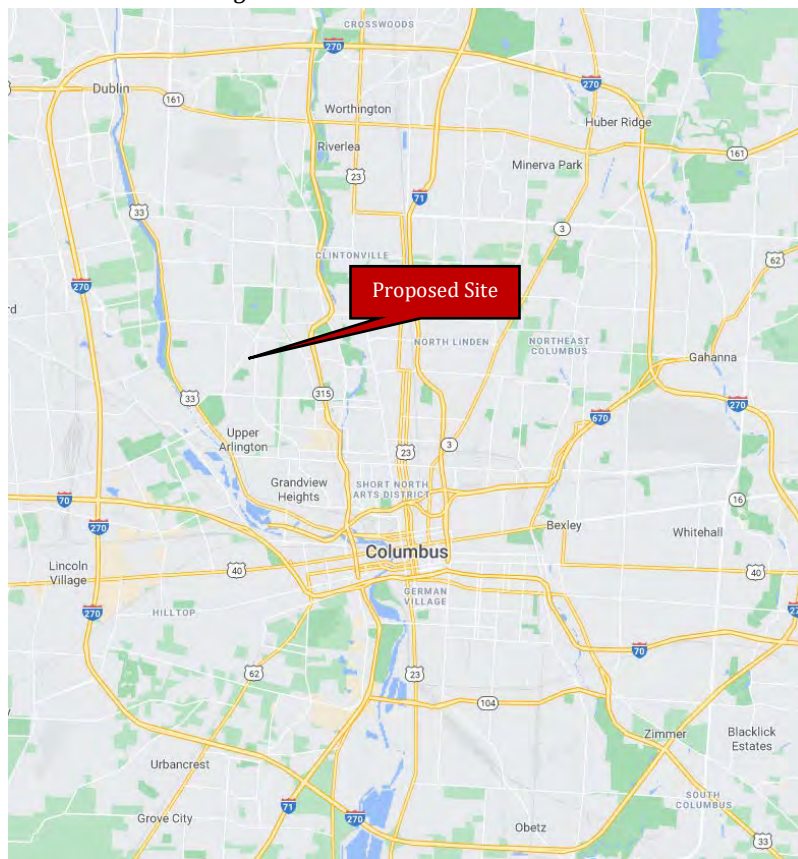 CROSSWOODS
270
Dublin
270
161
Worthington
Huber Ridge
Riverlea
161
23
Minerva Park
71
33
3
CLINTONVILLE
62
270
Proposed Site
rd
NORTH LINDEN
NORTHEAST
COLUMBUS
Gahanna
315
33
270
670
Upper
Arlington
23
3
Grandview
Heights
SHORT NORTH
ARTS DISTRICT
70
16
270
Bexley
Whitehall
Columbus
Lincoln
Village
40
40
GERMAN
VILLAGE
HILLTOP
270
27
70
62
23
104
Zimmer
Blacklick
Estates
Urbancrest
SOUTH
COLUMBUS
71
Grove City
270
Obetz
33